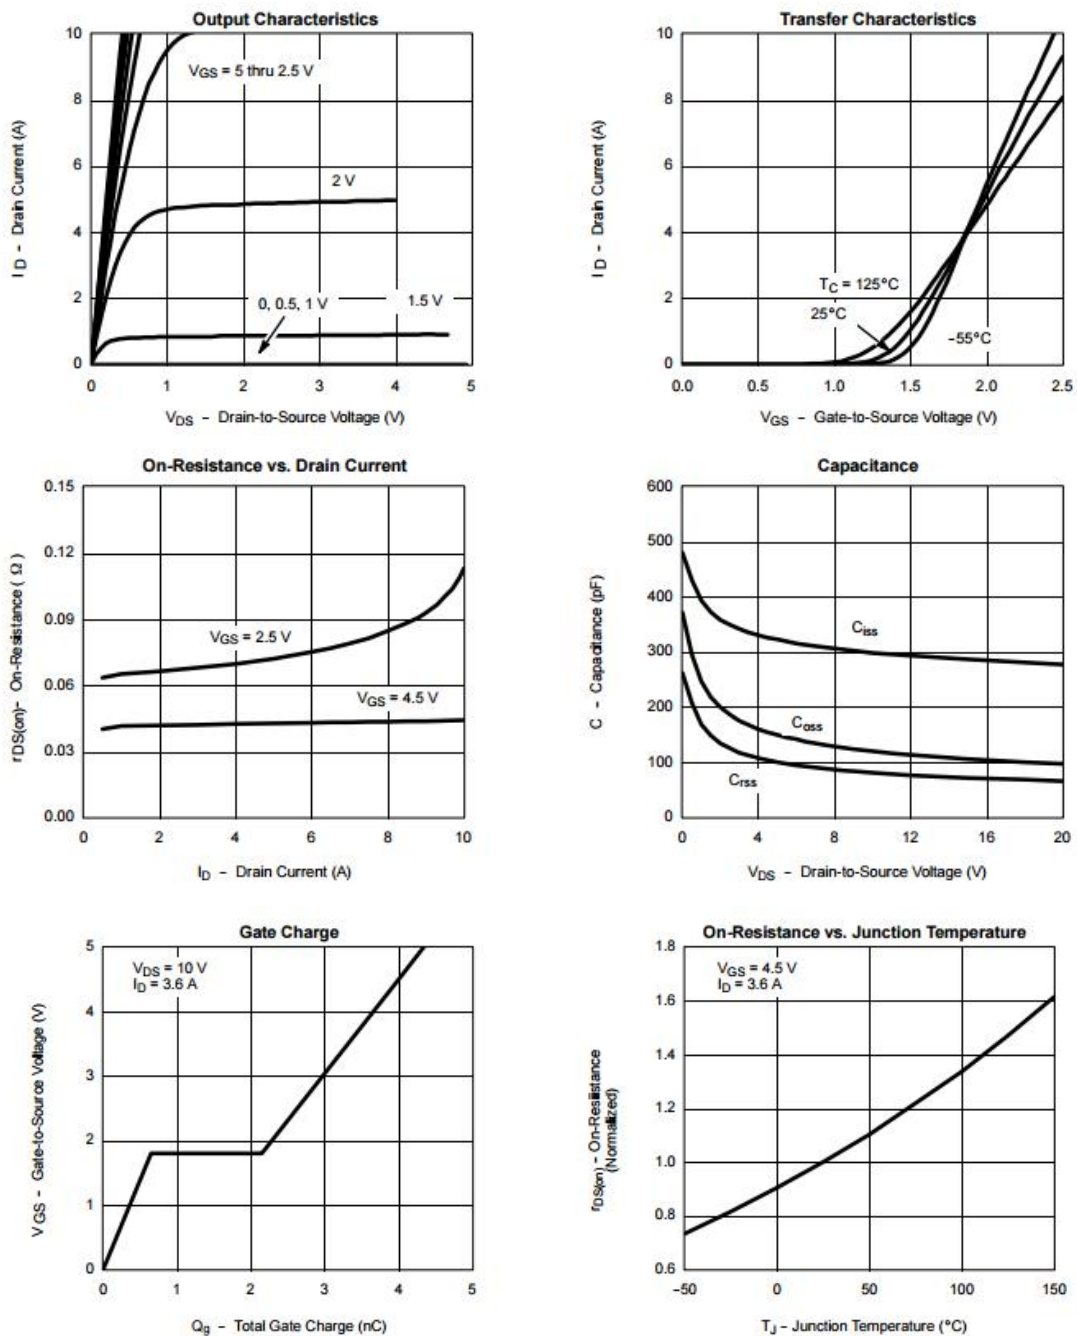 Output Characteristics
10
8
6
4
2
0
0
1
2
3
4
5
I D – Drain Current (A)
VGS = 5 thru 2.5 V
2 V
0, 0.5, 1 V
1.5 V
VDS – Drain-to-Source Voltage (V)
Transfer Characteristics
10
8
6
4
2
0
0.0
0.5
1.0
1.5
2.0
2.5
I D – Drain Current (A)
TC = 125°C
25°C
–55°C
VGS – Gate-to-Source Voltage (V)
On-Resistance vs. Drain Current
0.15
0.12
0.09
0.06
0.03
0.00
0
2
4
6
8
10
rDS(on)– On-Resistance ( Ω )
VGS = 2.5 V
VGS = 4.5 V
ID – Drain Current (A)
Capacitance
600
500
400
300
200
100
0
0
4
8
12
16
20
C – Capacitance (pF)
Ciss
Coss
Crss
VDS – Drain-to-Source Voltage (V)
Gate Charge
5
4
3
2
1
0
0
1
2
3
4
5
V GS – Gate-to-Source Voltage (V)
VDS = 10 V
ID = 3.6 A
Qg – Total Gate Charge (nC)
On-Resistance vs. Junction Temperature
1.8
1.6
1.4
1.2
1.0
0.8
0.6
–50
0
50
100
150
rDS(on) – On-Resiistance
(Normalized)
VGS = 4.5 V
ID = 3.6 A
TJ – Junction Temperature (°C)